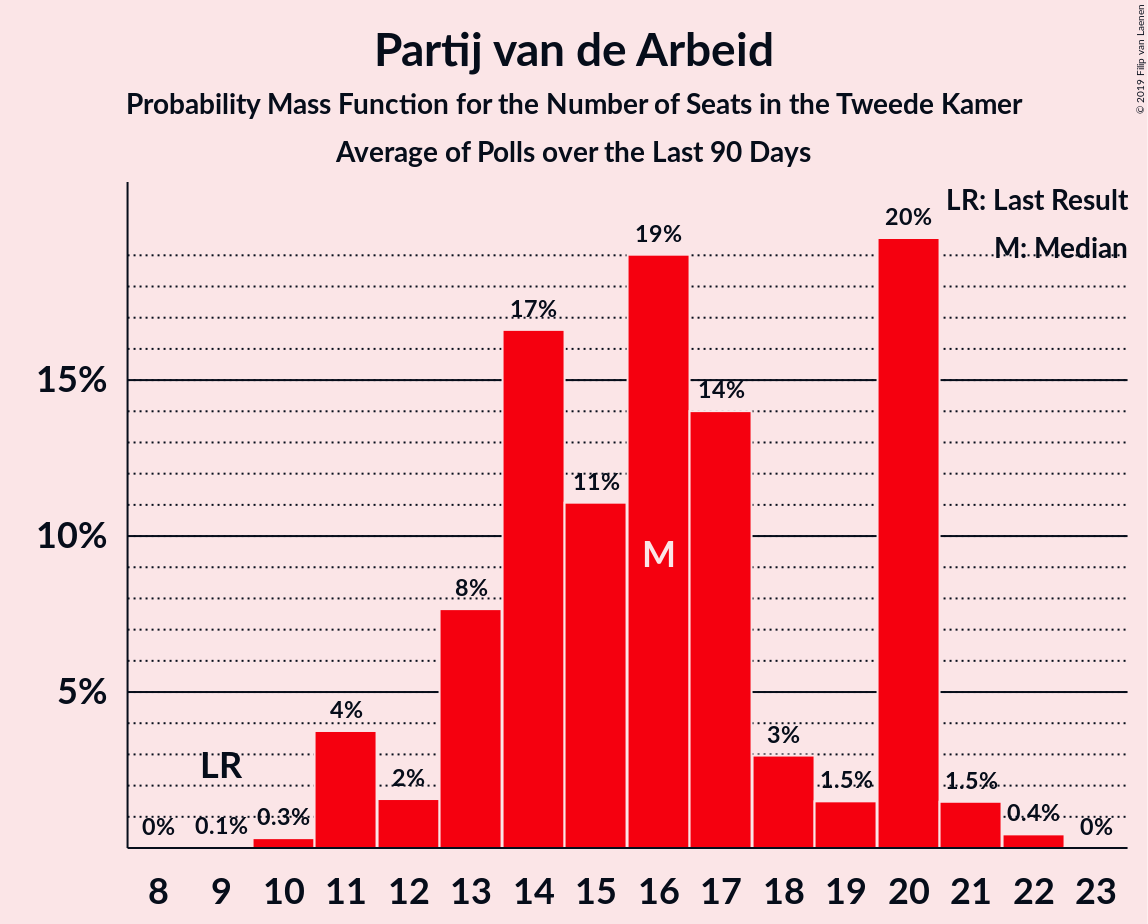 Partij van de Arbeid
Probability Mass Function for the Number of Seats in the Tweede Kamer
Average of Polls over the Last 90 Days
© 2019 Filip van Laenen
LR: Last Result
M: Median
15%
10%
5%
0%
0.1%
0.3%
4%
2%
8%
17%
11%
19%
14%
3%
1.5%
20%
1.5%
0.4%
0%
LR
M
8 9 10 11 12 13 14 15 16 17 18 19 20 21 22 23